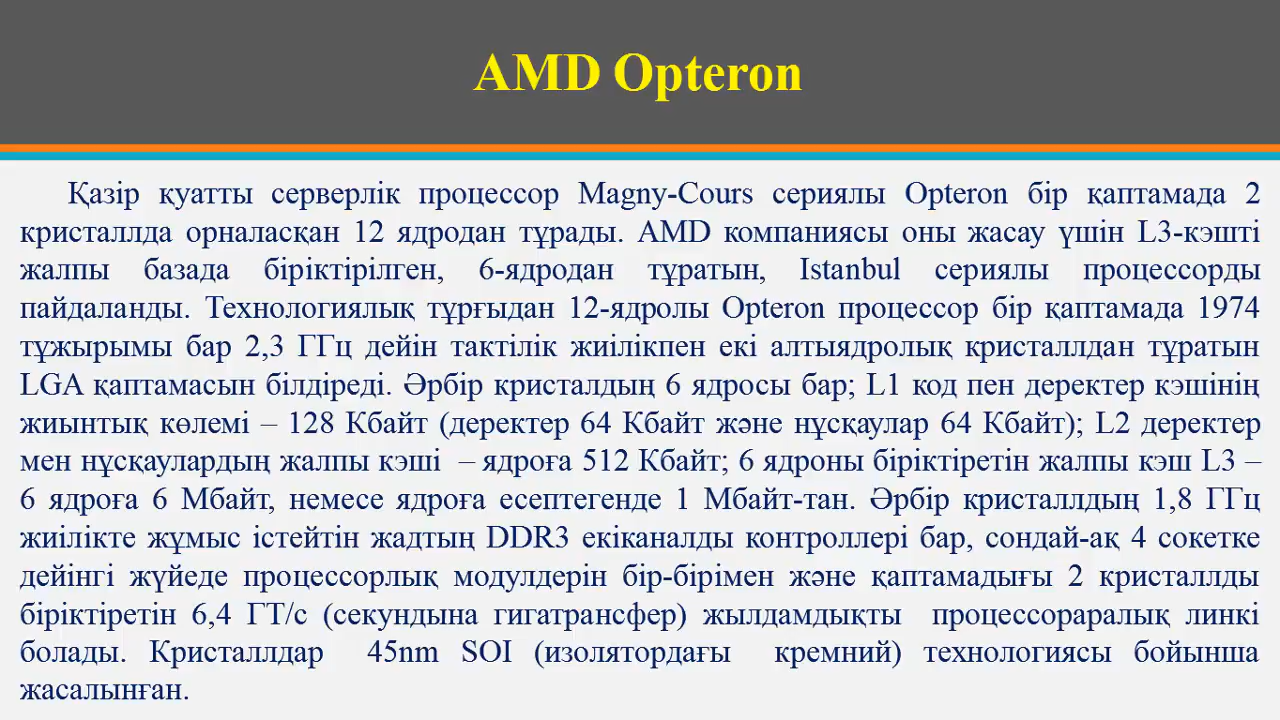 AMD Opteron
Қазір қуатты серверлік процессор Magny-Cours сериялы Opteron бір қаптамада 2
кристаллда орналасқан 12 ядродан тұрады. AMD компаниясы оны жасау үшін L3-кэшті
жалпы базада біріктірілген, 6-ядродан тұратын, Istanbul сериялы процессорды
пайдаланды. Технологиялық тұрғыдан 12-ядролы Opteron процессор бір қаптамада 1974
тұжырымы бар 2,3 ГГц дейін тактілік жиілікпен екі алтыядролық кристаллдан тұратын
LGA қаптамасын білдіреді. Әрбір кристалдың 6 ядросы бар; L1 код пен деректер кэшінің
жиынтық көлемі – 128 Кбайт (деректер 64 Кбайт және нұсқаулар 64 Кбайт); L2 деректер
мен нұсқаулардың жалпы кэші – ядроға 512 Кбайт; 6 ядроны біріктіретін жалпы кэш L3 –
6 ядроға 6 Мбайт, немесе ядроға есептегенде 1 Мбайт-тан. Әрбір кристаллдың 1,8 ГГц
жиілікте жұмыс істейтін жадтың DDR3 екіканалды контроллері бар, сондай-ақ 4 сокетке
дейінгі жүйеде процессорлық модулдерін бір-бірімен және қаптамадығы 2 кристаллды
біріктіретін 6,4 ГТ/с (секундына гигатрансфер) жылдамдықты процессораралық линкі
болады. Кристаллдар 45nm SOI (изолятордағы кремний) технологиясы бойынша
жасалынған.